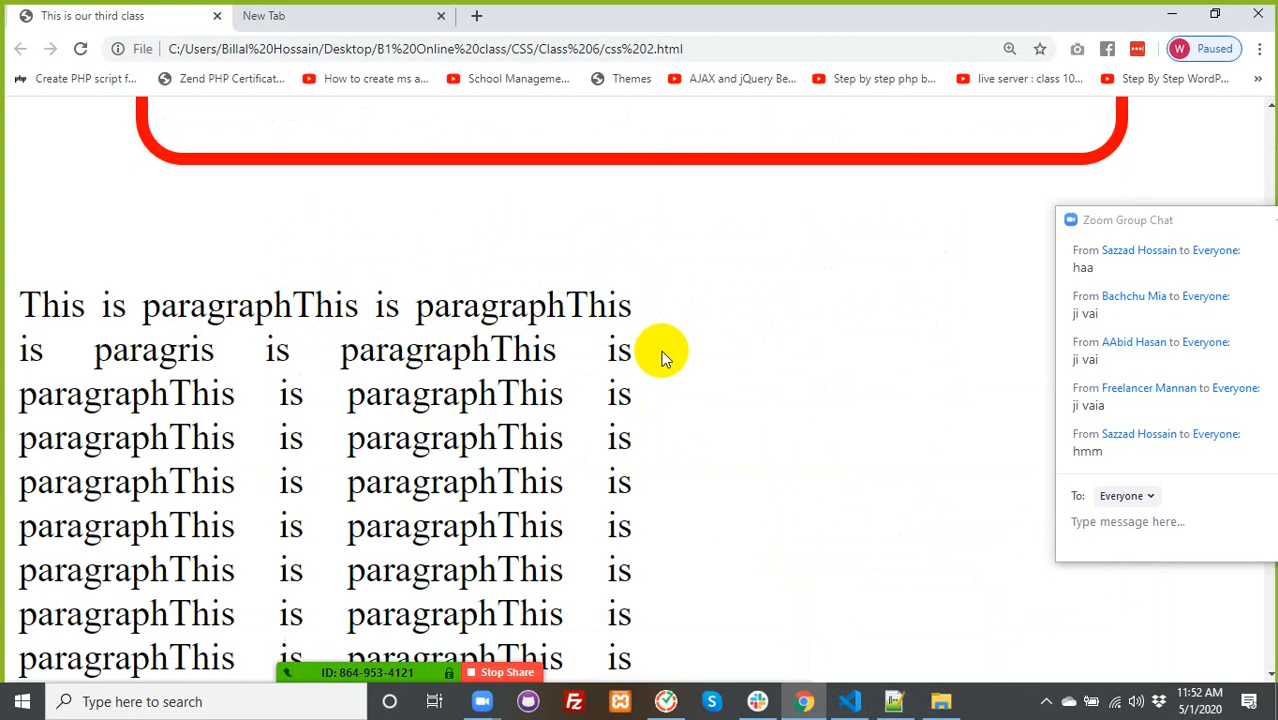 This is our third class
New Tab
File
C:/Users/Billal%20Hossain/Desktop/B1%20Online%20class/CSS/Class%206/css%202.html
W Paused
Create PHP script f...
Zend PHP Certificat...
How to create ms a...
School Manageme...
Themes
AJAX and jQuery Be...
Step by step php b...
live server : class 10...
Step By Step WordP...
»
This is paragraphThis is paragraphThis
is paragris is paragraphThis is
paragraphThis is paragraphThis is
paragraphThis is paragraphThis is
paragraphThis is paragraphThis is
paragraphThis is paragraphThis is
paragraphThis is paragraphThis is
paragraphThis is paragraphThis is
paragraphThis is paragraphThis is
Zoom Group Chat
From Sazzad Hossain to Everyone:
haa
From Bachchu Mia to Everyone:
ji vai
From AAbid Hasan to Everyone:
ji vai
From Freelancer Mannan to Everyone:
ji vaia
From Sazzad Hossain to Everyone:
hmm
To: Everyone
Type message here...
ID: 864-953-4121
Stop Share
Type here to search
11:52 AM
5/1/2020